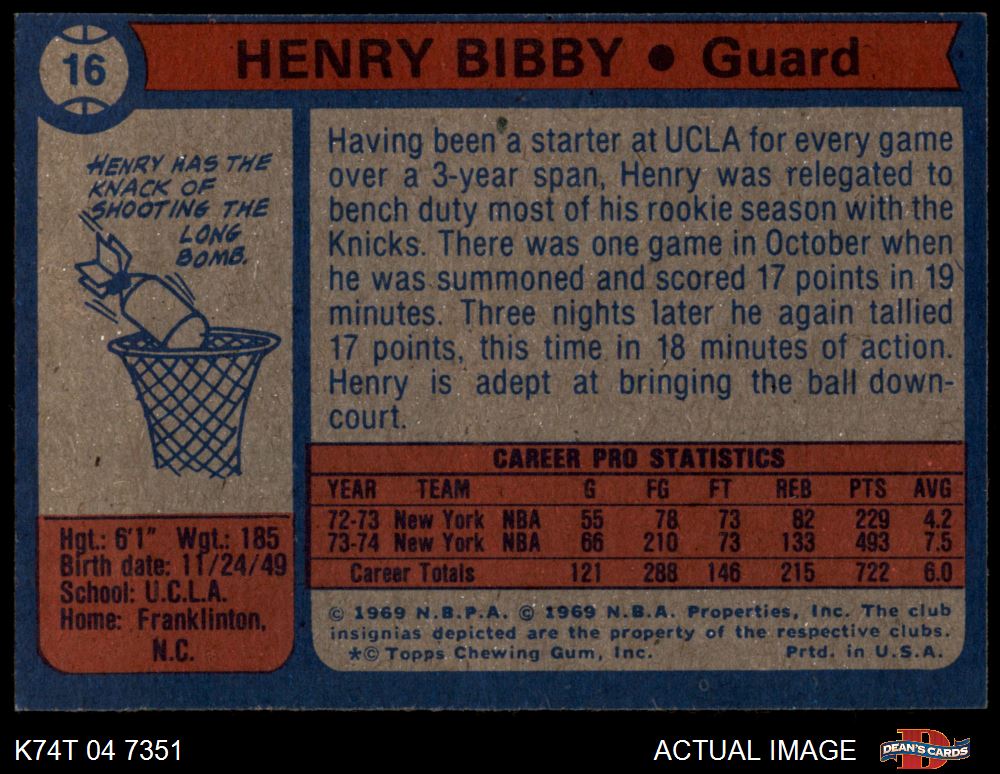 16
HENRY BIBBY • Guard
HENRY HAS THE
KNACK OF
SHOOTING THE
LONG
BOMB.
Having been a starter at UCLA for every game
over a 3-year span, Henry was relegated to
bench duty most of his rookie season with the
Knicks. There was one game in October when
he was summoned and scored 17 points in 19
minutes. Three nights later he again tallied
17 points, this time in 18 minutes of action.
Henry is adept at bringing the ball down-
court.
CAREER PRO STATISTICS
YEAR TEAM G FG FT REB PTS AVG
72-73 New York NBA 55 78 73 82 229 4.2
73-74 New York NBA 66 210 73 133 493 7.5
Career Totals 121 288 146 215 722 6.0
Hgt.: 6'1" Wgt.: 185
Birth date: 11/24/49
School: U.C.L.A.
Home: Franklinton,
N.C.
© 1969 N.B.P.A. © 1969 N.B.A. Properties, Inc. The club
insignias depicted are the property of the respective clubs.
*© Topps Chewing Gum, Inc. Prtd. in U.S.A.
K74T 04 7351
ACTUAL IMAGE
D
DEAN'S CARDS